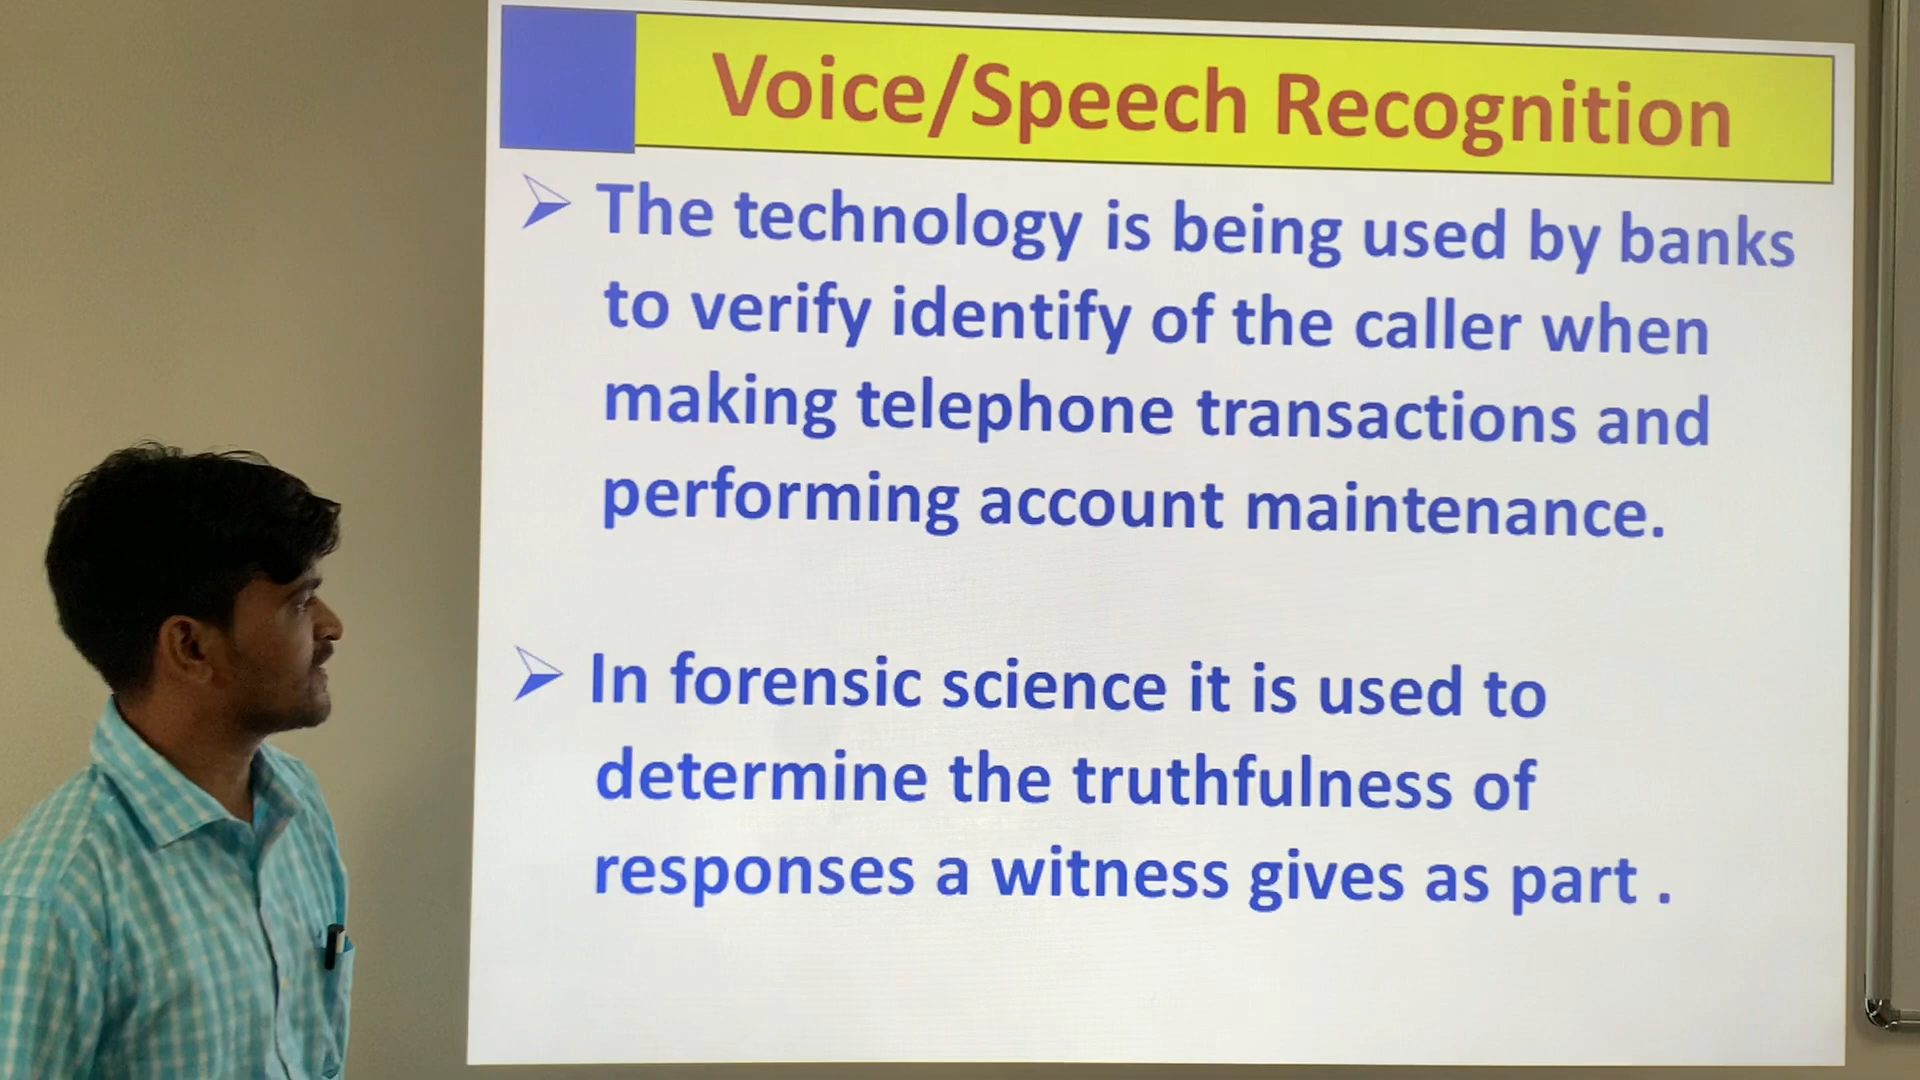 Voice/Speech Recognition
The technology is being used by banks
to verify identify of the caller when
making telephone transactions and
performing account maintenance.
In forensic science it is used to
determine the truthfulness of
responses a witness gives as part .